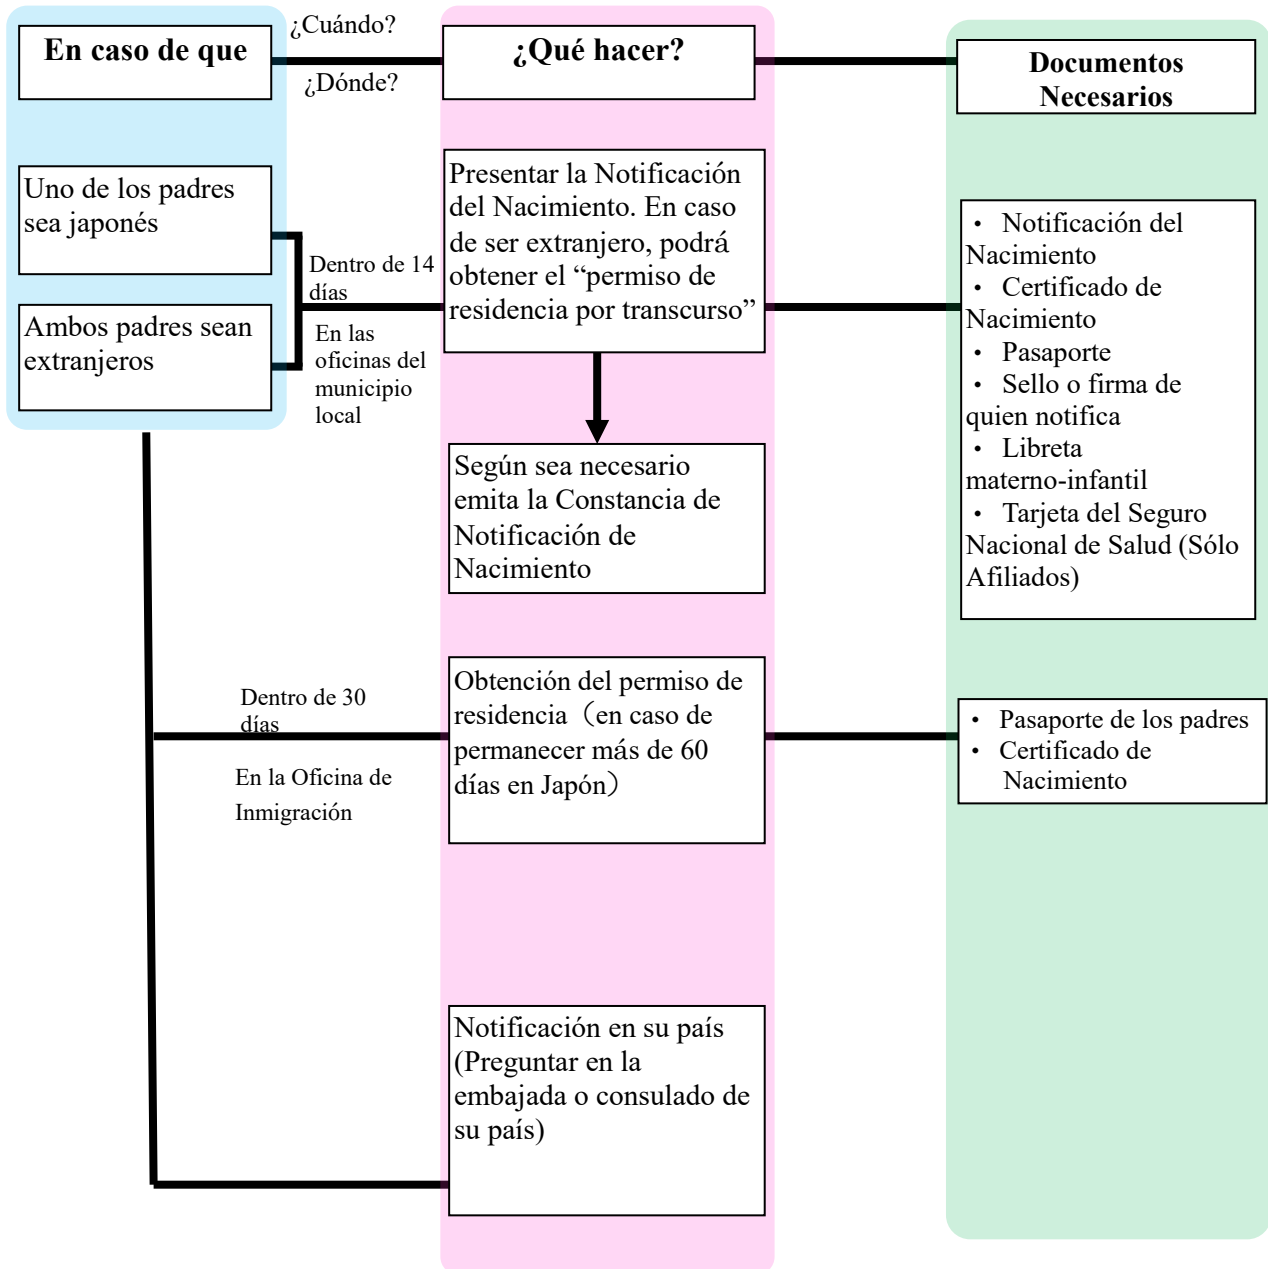 En caso de que
¿Cuándo?
¿Dónde?
¿Qué hacer?
Documentos
Necesarios
Uno de los padres
sea japonés
Ambos padres sean
extranjeros
Dentro de 14
días
En las
oficinas del
municipio
local
Presentar la Notificación
del Nacimiento. En caso
de ser extranjero, podrá
obtener el “permiso de
residencia por transcurso”
・ Notificación del
Nacimiento
・ Certificado de
Nacimiento
・ Pasaporte
・ Sello o firma de
quien notifica
・ Libreta
materno-infantil
・ Tarjeta del Seguro
Nacional de Salud (Sólo
Afiliados)
Según sea necesario
emita la Constancia de
Notificación de
Nacimiento
Dentro de 30
días
En la Oficina de
Inmigración
Obtención del permiso de
residencia（en caso de
permanecer más de 60
días en Japón）
・ Pasaporte de los padres
・ Certificado de
Nacimiento
Notificación en su país
(Preguntar en la
embajada o consulado de
su país)